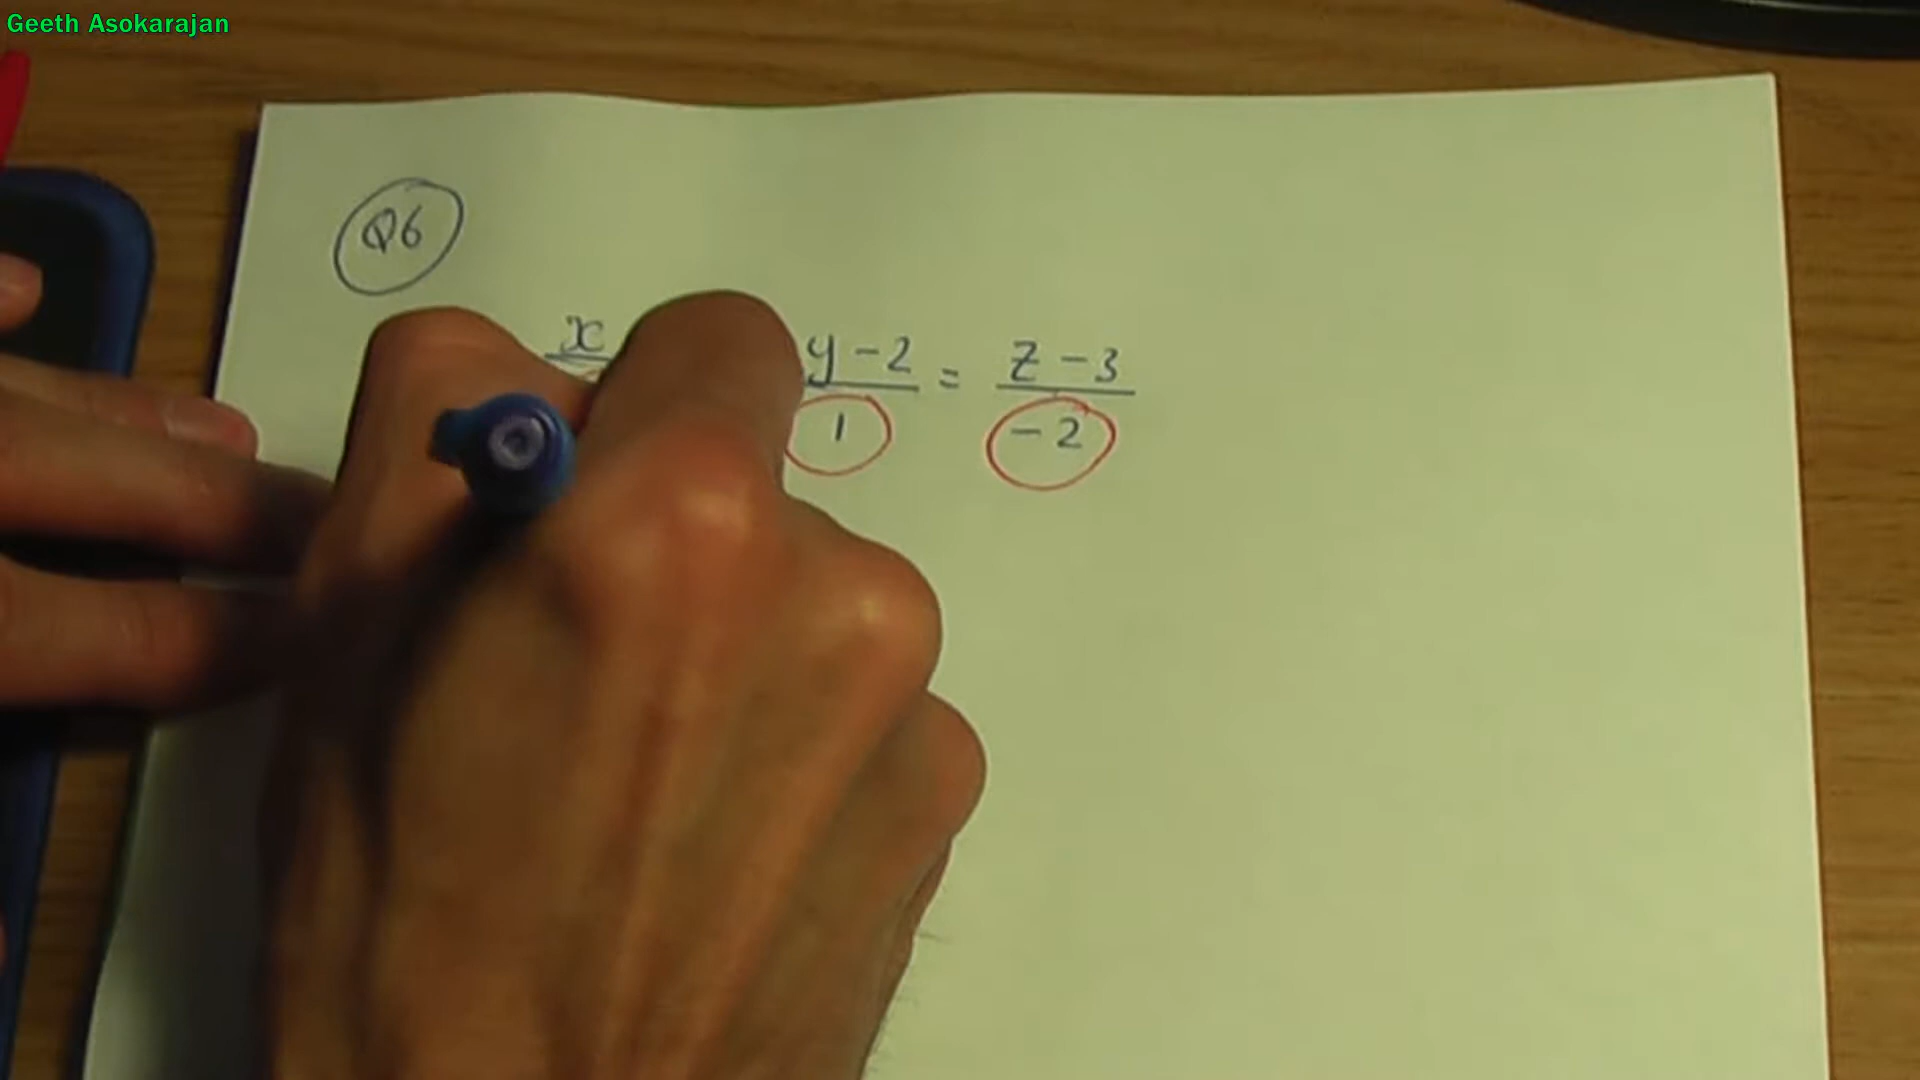 Geeth Asokarajan
Q6
x y - 2 = z - 3
1 - 2